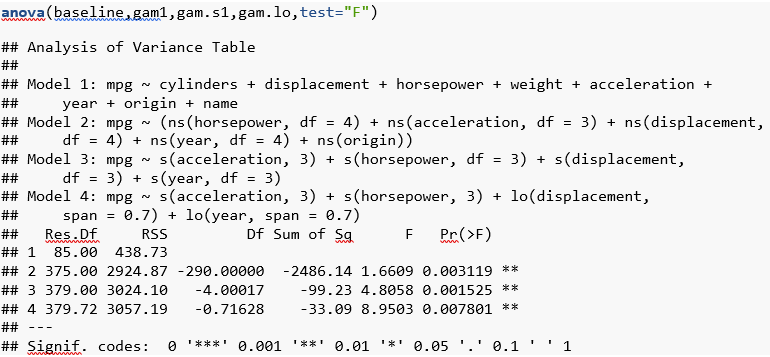 anova(baseline,gam1,gam.s1,gam.lo,test="F")
## Analysis of Variance Table
##
## Model 1: mpg ~ cylinders + displacement + horsepower + weight + acceleration +
##     year + origin + name
## Model 2: mpg ~ (ns(horsepower, df = 4) + ns(acceleration, df = 3) + ns(displacement,
##     df = 4) + ns(year, df = 4) + ns(origin))
## Model 3: mpg ~ s(acceleration, 3) + s(horsepower, df = 3) + s(displacement,
##     df = 3) + s(year, df = 3)
## Model 4: mpg ~ s(acceleration, 3) + s(horsepower, 3) + lo(displacement,
##     span = 0.7) + lo(year, span = 0.7)
##   Res.Df     RSS         Df Sum of Sq      F   Pr(>F)
## 1  85.00  438.73
## 2 375.00 2924.87 -290.00000  -2486.14 1.6609 0.003119 **
## 3 379.00 3024.10   -4.00017    -99.23 4.8058 0.001525 **
## 4 379.72 3057.19   -0.71628    -33.09 8.9503 0.007801 **
## ---
## Signif. codes:  0 '***' 0.001 '**' 0.01 '*' 0.05 '.' 0.1 ' ' 1